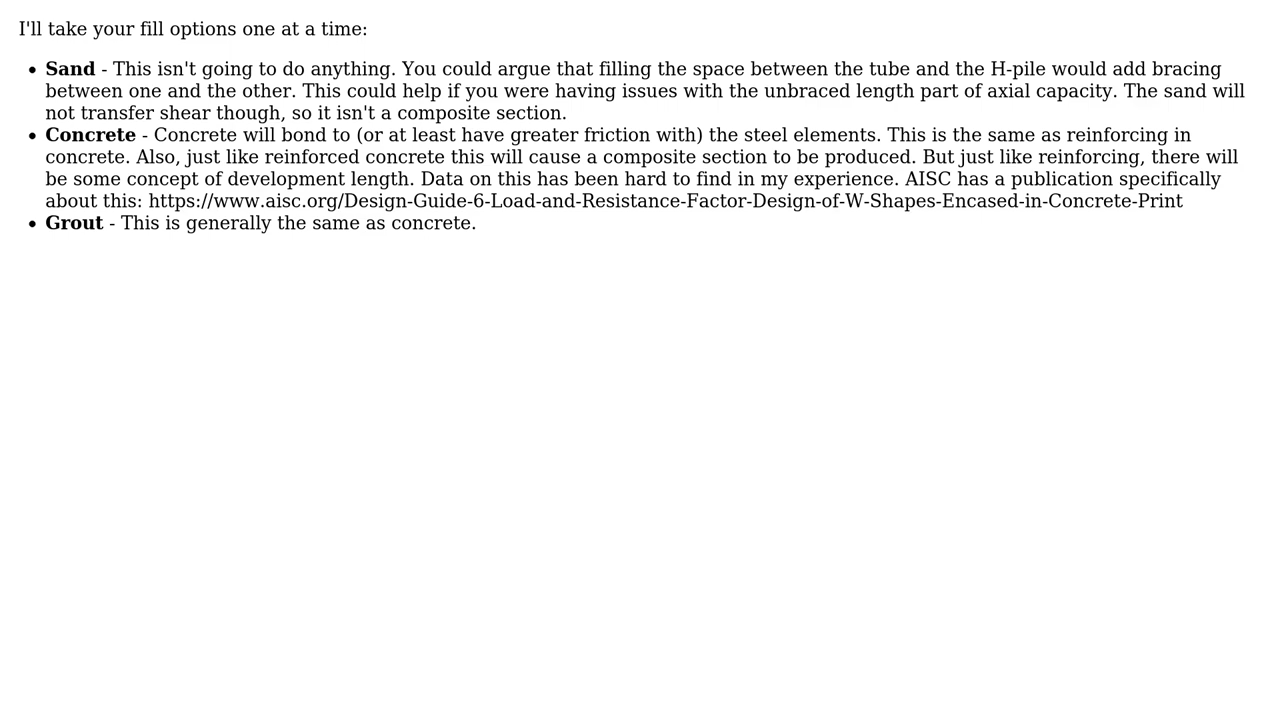 I'll take your fill options one at a time:
• Sand - This isn't going to do anything. You could argue that filling the space between the tube and the H-pile would add bracing
between one and the other. This could help if you were having issues with the unbraced length part of axial capacity. The sand will
not transfer shear though, so it isn't a composite section.
• Concrete - Concrete will bond to (or at least have greater friction with) the steel elements. This is the same as reinforcing in
concrete. Also, just like reinforced concrete this will cause a composite section to be produced. But just like reinforcing, there will
be some concept of development length. Data on this has been hard to find in my experience. AISC has a publication specifically
about this: https://www.aisc.org/Design-Guide-6-Load-and-Resistance-Factor-Design-of-W-Shapes-Encased-in-Concrete-Print
• Grout - This is generally the same as concrete.